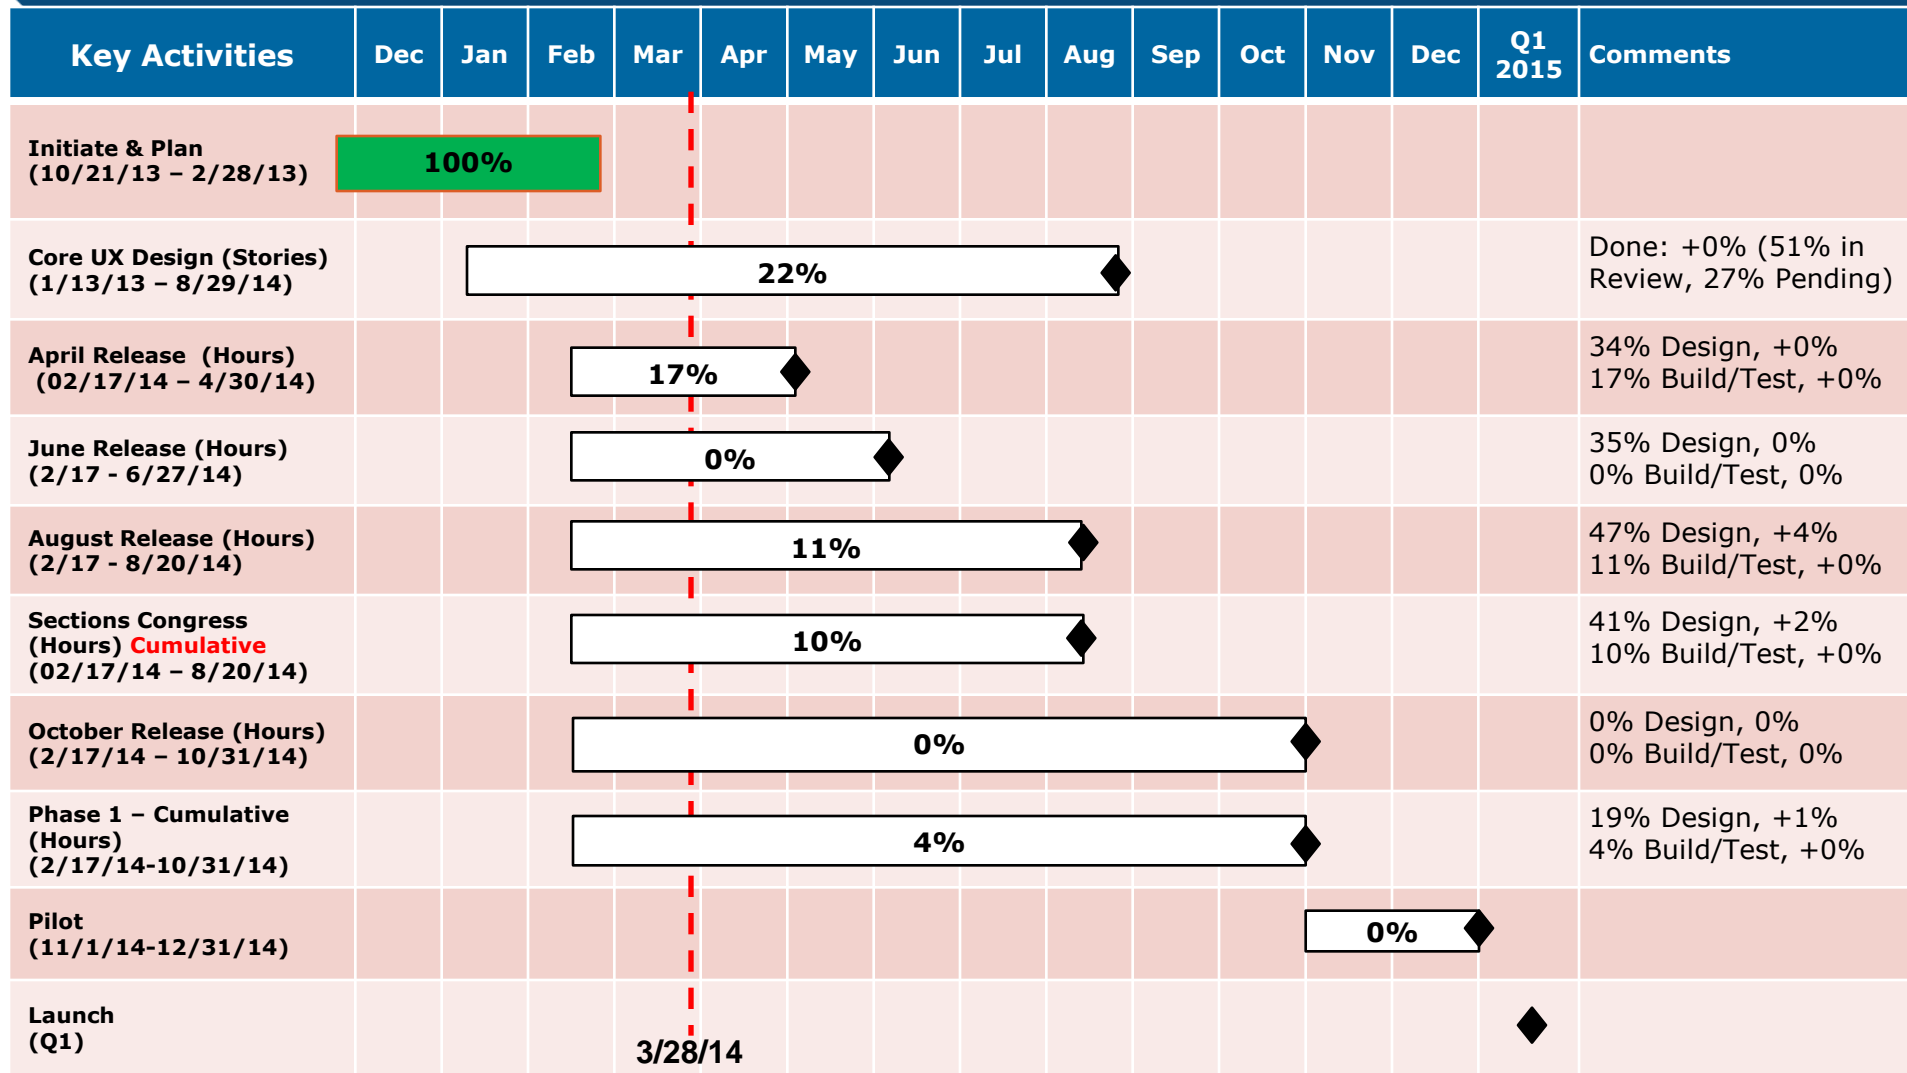 Key Activities
Dec
Jan
Feb
Mar
Apr
May
Jun
Jul
Aug
Sep
Oct
Nov
Dec
Q1
2015
Comments
Initiate & Plan
(10/21/13 – 2/28/13)
100%
Core UX Design (Stories)
(1/13/13 – 8/29/14)
22%
Done: +0% (51% in
Review, 27% Pending)
April Release  (Hours)
(02/17/14 – 4/30/14)
17%
34% Design, +0%
17% Build/Test, +0%
June Release (Hours)
(2/17 - 6/27/14)
0%
35% Design, 0%
0% Build/Test, 0%
August Release (Hours)
(2/17 - 8/20/14)
11%
47% Design, +4%
11% Build/Test, +0%
Sections Congress
(Hours) Cumulative
(02/17/14 – 8/20/14)
10%
41% Design, +2%
10% Build/Test, +0%
October Release (Hours)
(2/17/14 – 10/31/14)
0%
0% Design, 0%
0% Build/Test, 0%
Phase 1 – Cumulative
(Hours)
(2/17/14-10/31/14)
4%
19% Design, +1%
4% Build/Test, +0%
Pilot
(11/1/14-12/31/14)
0%
Launch
(Q1)
3/28/14